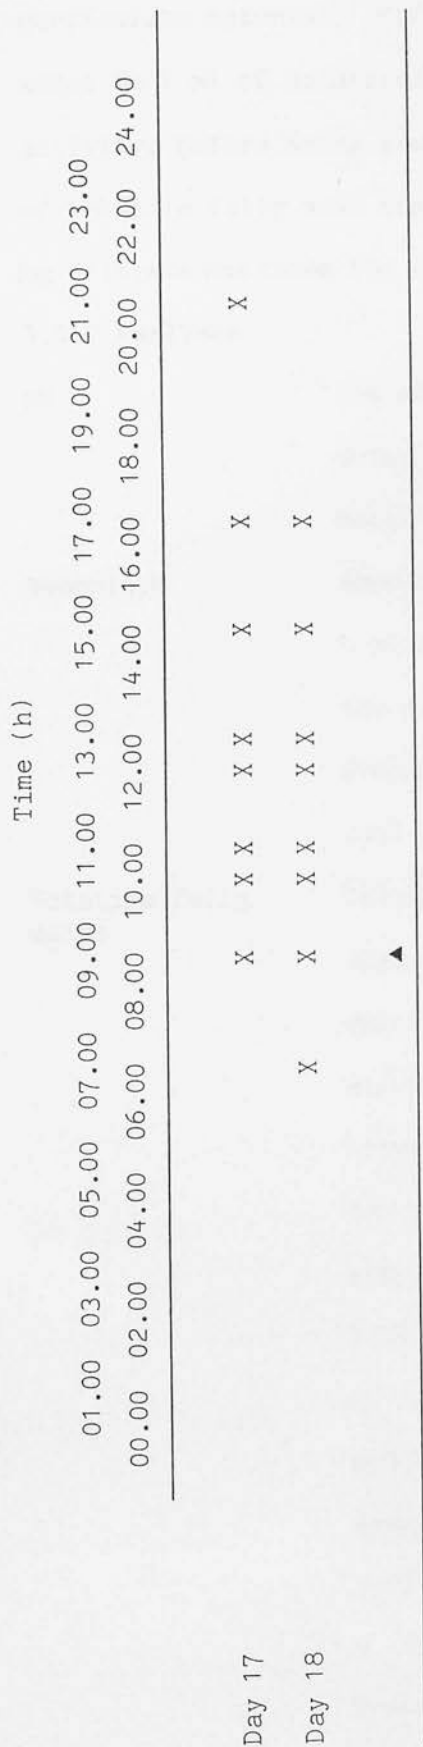 Time (h)
01.00 03.00 05.00 07.00 09.00 11.00 13.00 15.00 17.00 19.00 21.00 23.00
00.00 02.00 04.00 06.00 08.00 10.00 12.00 14.00 16.00 18.00 20.00 22.00 24.00
Day 17 X X X X X X X X
Day 18 X X X X X X X X
▲